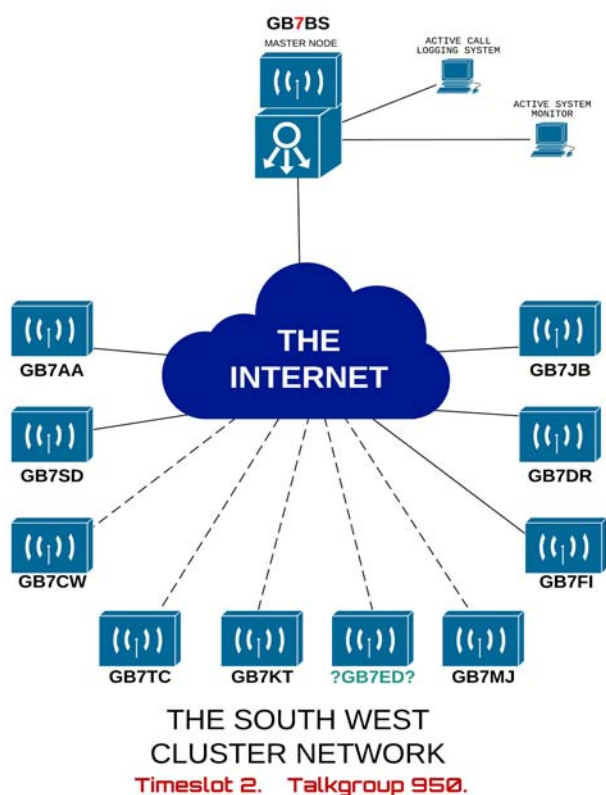 GB7BS
MASTER NODE
ACTIVE CALL
LOGGING SYSTEM
ACTIVE SYSTEM
MONITOR
THE
INTERNET
GB7AA
GB7JB
GB7SD
GB7DR
GB7CW
GB7FI
GB7TC
GB7KT
?GB7ED?
GB7MJ
THE SOUTH WEST
CLUSTER NETWORK
Timeslot 2. Talkgroup 950.